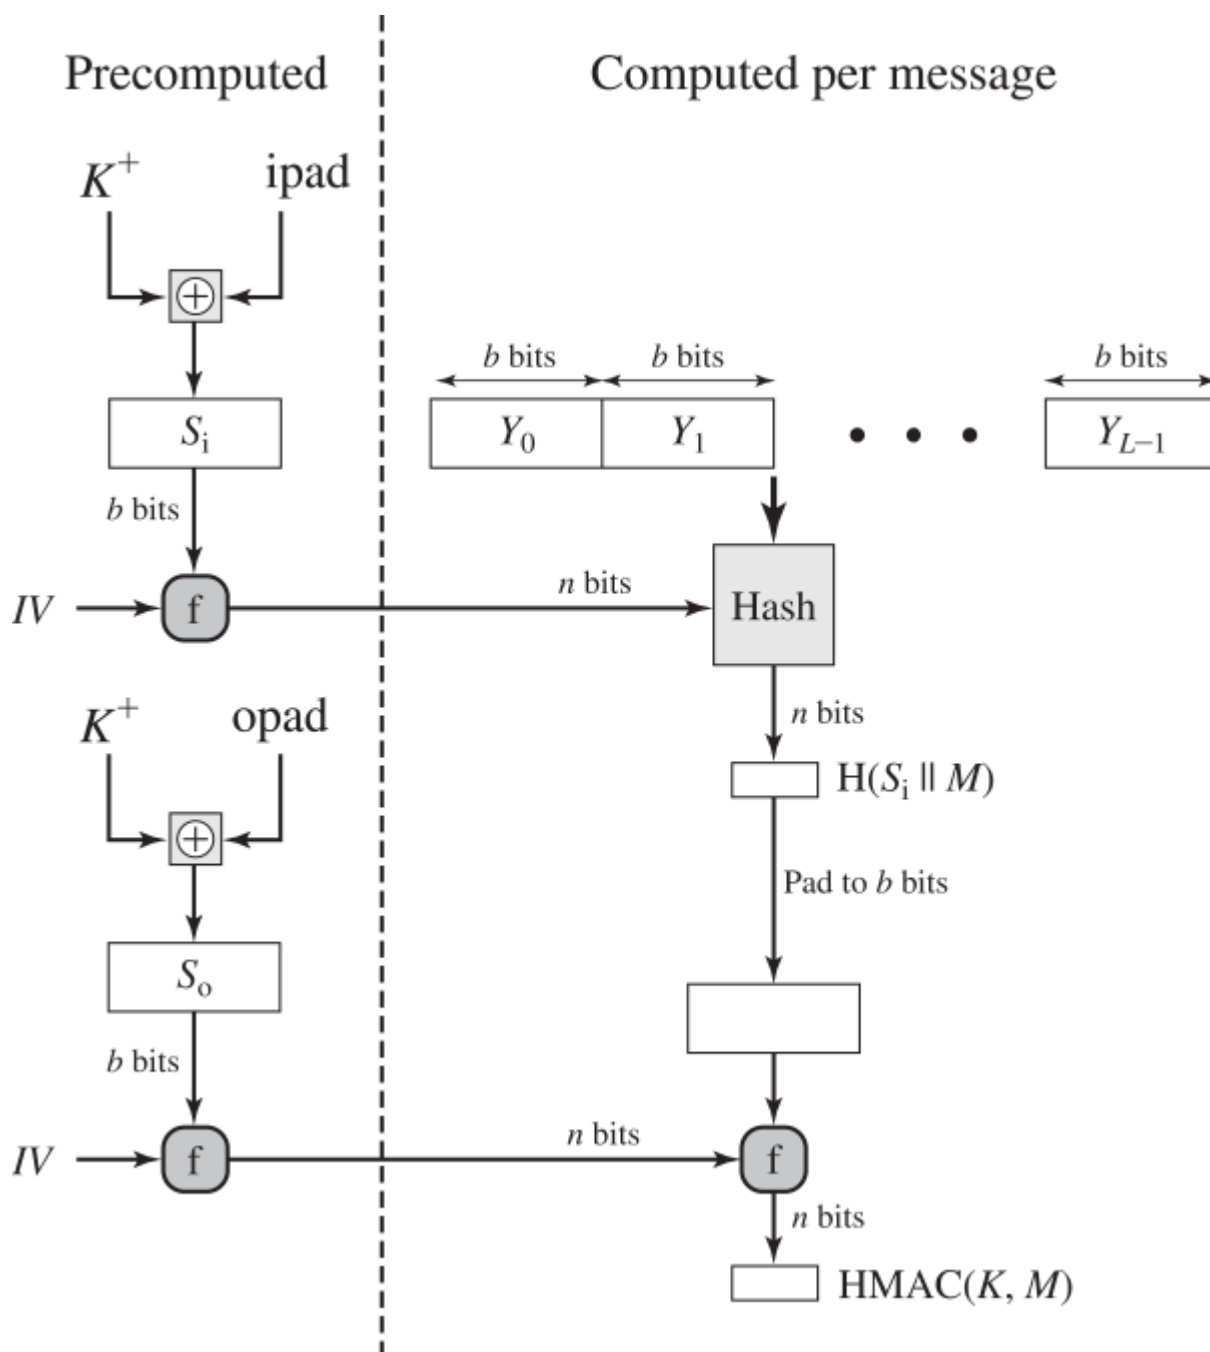 Precomputed
Computed per message
K+ ipad
⊕
b bits b bits b bits
Si
Y0 Y1 • • • YL–1
b bits
IV f n bits Hash
K+ opad
n bits
H(Si || M)
⊕
Pad to b bits
So
b bits
IV f n bits f
n bits
HMAC(K, M)